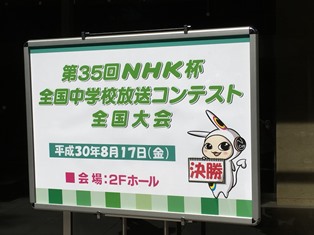 第35回NHK杯
全国中学校放送コンテスト
全国大会
平成30年8月17日(金)
決勝
■会場:2Fホール